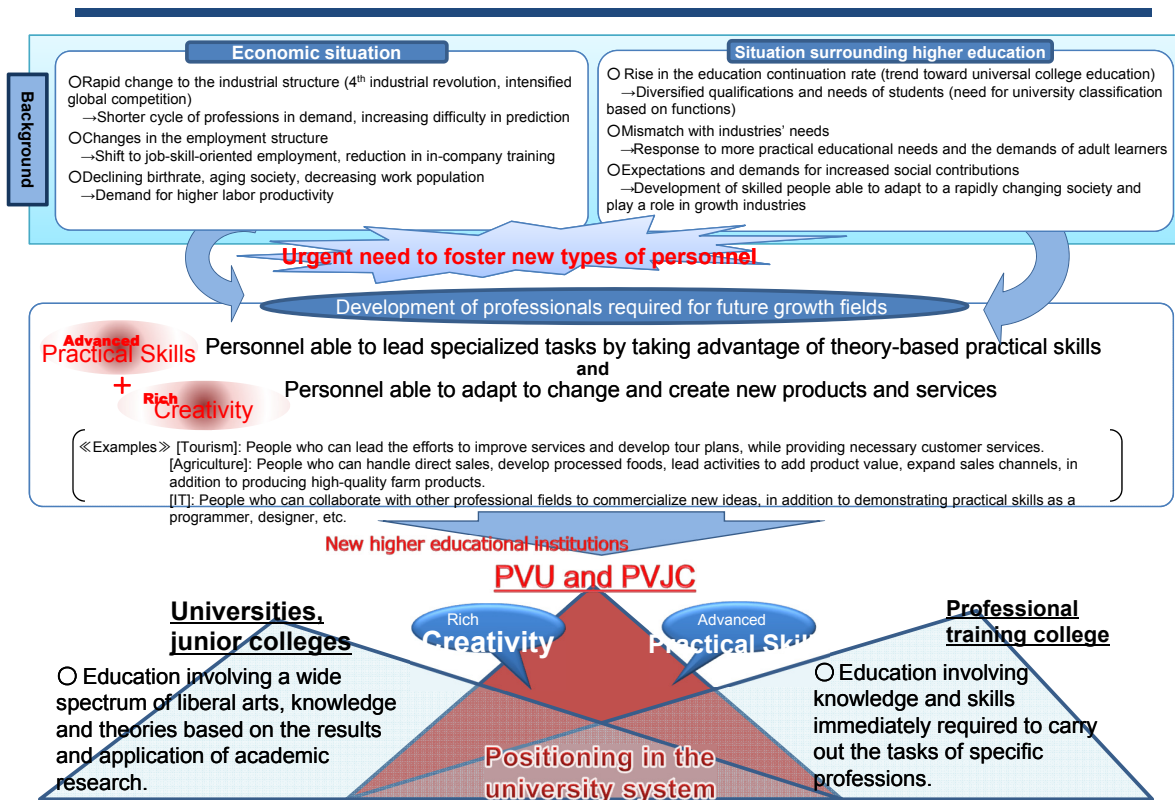 Background
Economic situation
○Rapid change to the industrial structure (4th industrial revolution, intensified
global competition)
→Shorter cycle of professions in demand, increasing difficulty in prediction
○Changes in the employment structure
→Shift to job-skill-oriented employment, reduction in in-company training
○Declining birthrate, aging society, decreasing work population
→Demand for higher labor productivity
Situation surrounding higher education
○ Rise in the education continuation rate (trend toward universal college education)
→Diversified qualifications and needs of students (need for university classification
based on functions)
○Mismatch with industries’ needs
→Response to more practical educational needs and the demands of adult learners
○Expectations and demands for increased social contributions
→Development of skilled people able to adapt to a rapidly changing society and
play a role in growth industries
Urgent need to foster new types of personnel
Development of professionals required for future growth fields
Advanced
Practical Skills
+
Rich
Creativity
Personnel able to lead specialized tasks by taking advantage of theory-based practical skills
and
Personnel able to adapt to change and create new products and services
≪Examples≫ [Tourism]: People who can lead the efforts to improve services and develop tour plans, while providing necessary customer services.
[Agriculture]: People who can handle direct sales, develop processed foods, lead activities to add product value, expand sales channels, in
addition to producing high-quality farm products.
[IT]: People who can collaborate with other professional fields to commercialize new ideas, in addition to demonstrating practical skills as a
programmer, designer, etc.
New higher educational institutions
PVU and PVJC
Universities,
junior colleges
○ Education involving a wide
spectrum of liberal arts, knowledge
and theories based on the results
and application of academic
research.
Rich
Creativity
Advanced
Practical Skil
Positioning in the
university system
Professional
training college
○ Education involving
knowledge and skills
immediately required to carry
out the tasks of specific
professions.